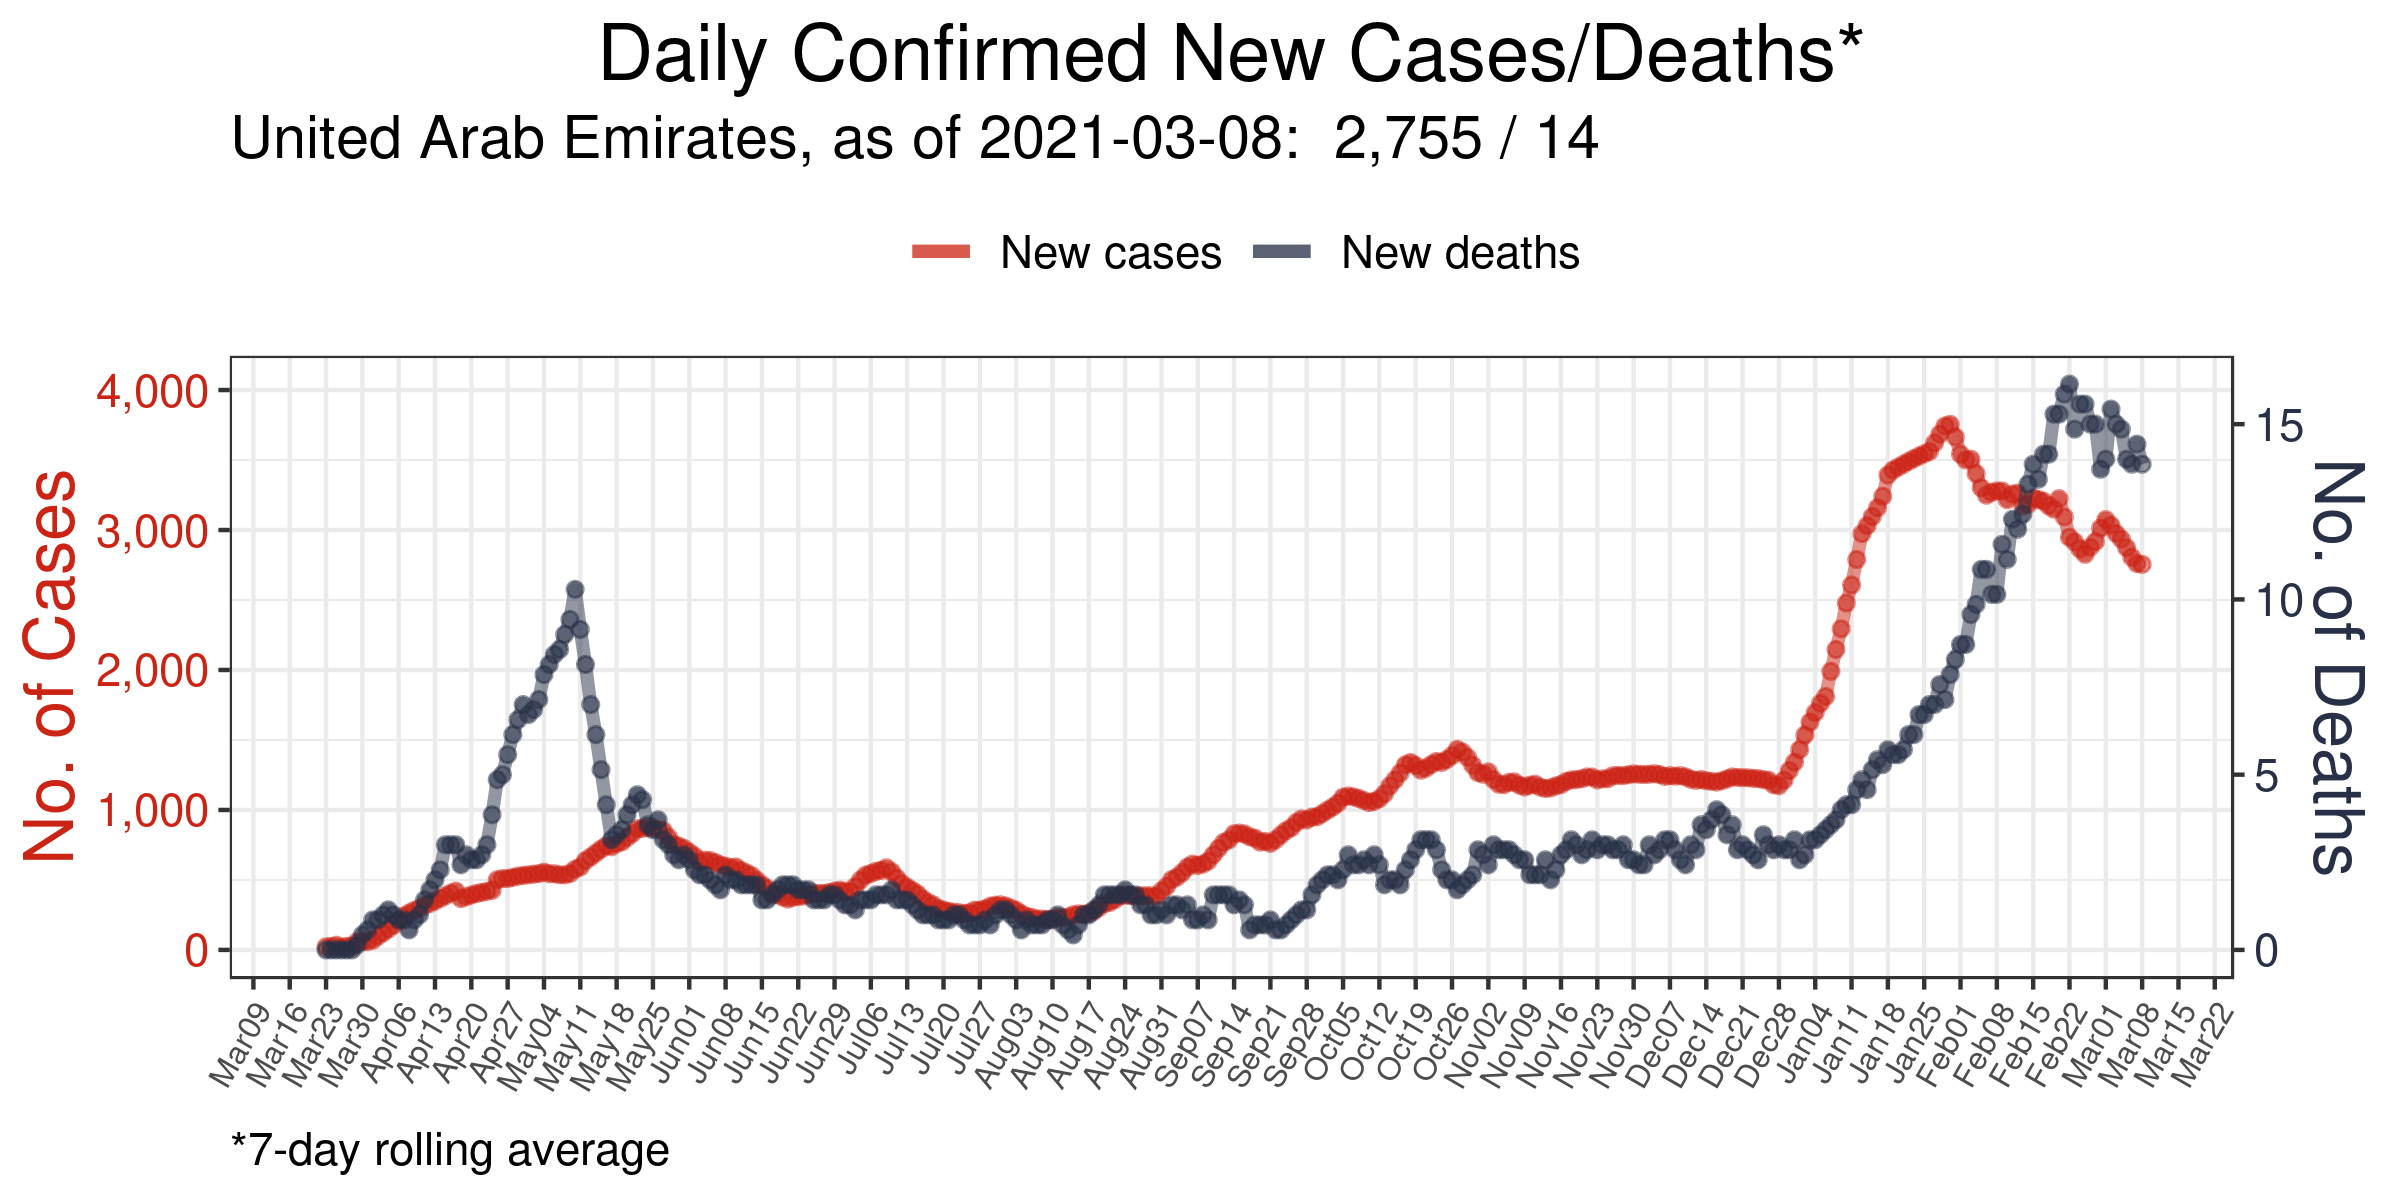 Daily Confirmed New Cases/Deaths*
United Arab Emirates, as of 2021-03-08:  2,755 / 14
New cases
New deaths
No. of Cases
4,000
3,000
2,000
1,000
0
15
10
5
0
No. of Deaths
Mar09
Mar16
Mar23
Mar30
Apr06
Apr13
Apr20
Apr27
May04
May11
May18
May25
Jun01
Jun08
Jun15
Jun22
Jun29
Jul06
Jul13
Jul20
Jul27
Aug03
Aug10
Aug17
Aug24
Aug31
Sep07
Sep14
Sep21
Sep28
Oct05
Oct12
Oct19
Oct26
Nov02
Nov09
Nov16
Nov23
Nov30
Dec07
Dec14
Dec21
Dec28
Jan04
Jan11
Jan18
Jan25
Feb01
Feb08
Feb15
Feb22
Mar01
Mar08
Mar15
Mar22
*7-day rolling average